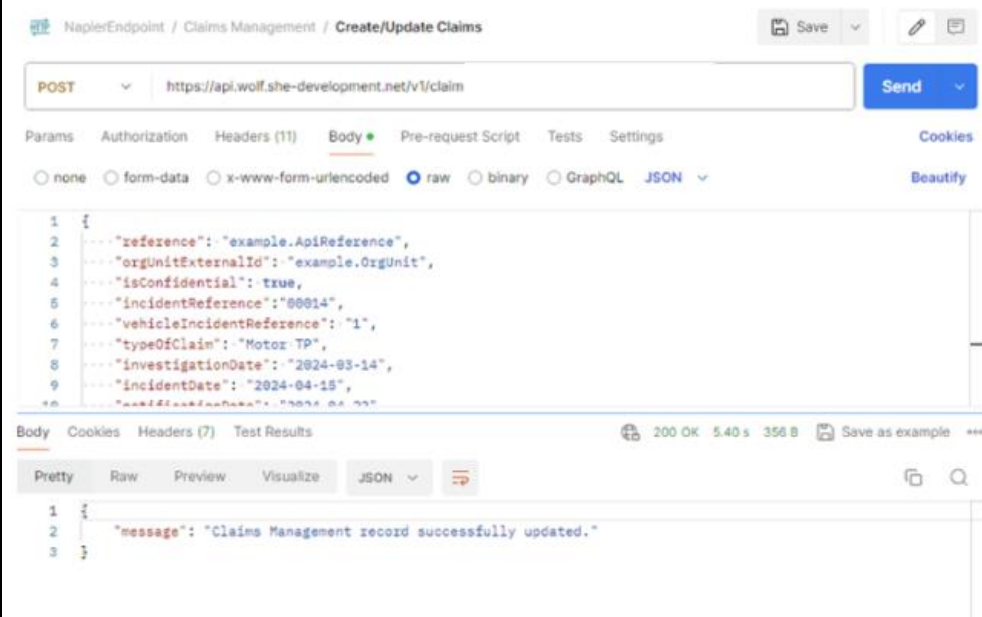 NapierEndpoint / Claims Management / Create/Update Claims
Save
POST
https://api.wolf.she-development.net/v1/claim
Send
Params Authorization Headers (11) Body Pre-request Script Tests Settings Cookies
none form-data x-www-form-urlencoded raw binary GraphQL JSON Beautify
1 {
2 "reference": "example.ApiReference",
3 "orgUnitExternalId": "example.OrgUnit",
4 "isConfidential": true,
5 "incidentReference":"00014",
6 "vehicleIncidentReference": "1",
7 "typeOfClaim": "Motor TP",
8 "investigationDate": "2024-03-14",
9 "incidentDate": "2024-04-15",
Body Cookies Headers (7) Test Results 200 OK 5.40 s 356 B Save as example
Pretty Raw Preview Visualize JSON
1 {
2 "message": "Claims Management record successfully updated."
3 }